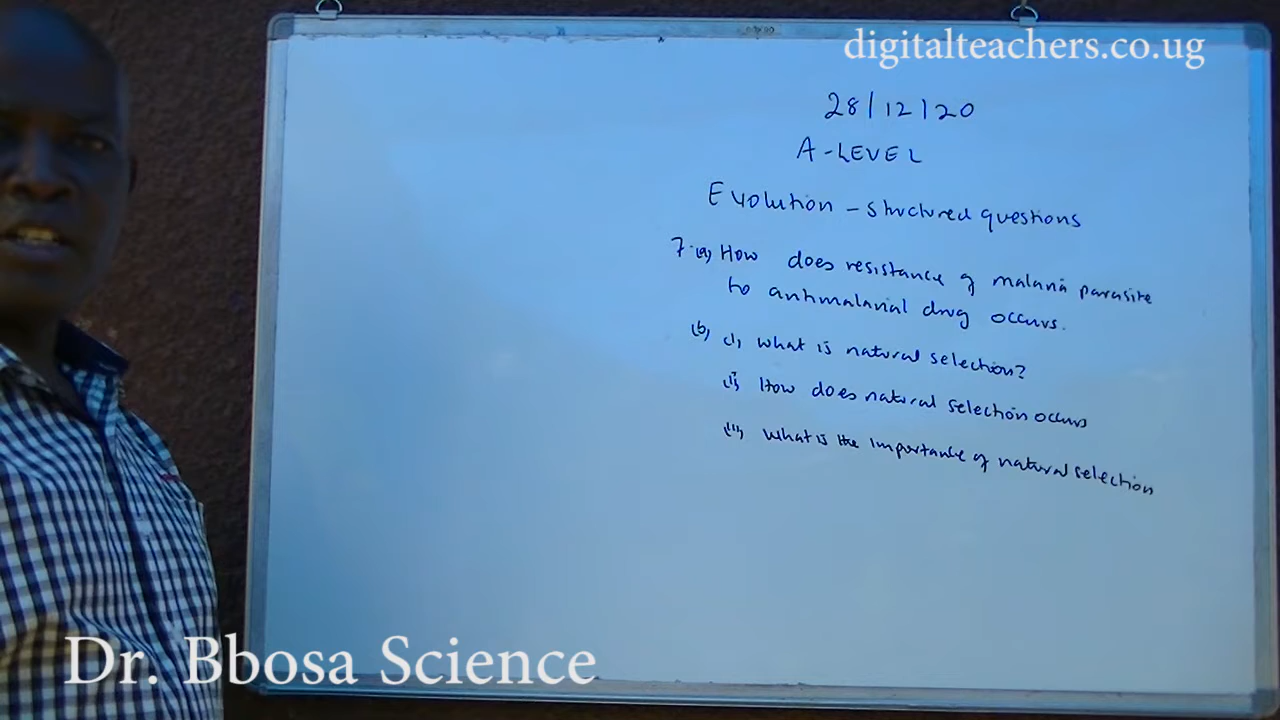 digitalteachers.co.ug
28/12/20
A-LEVEL
Evolution - structured questions
7.(a) How does resistance of malaria parasite
to antimalarial drug occurs.
(b) (i) what is natural selection?
(ii) How does natural selection occurs
(iii) What is the importance of natural selection
Dr. Bbosa Science